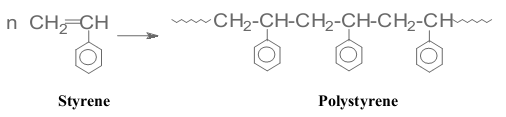 n CH₂=CH → CH₂-CH-CH₂-CH-CH₂-CH
Styrene Polystyrene